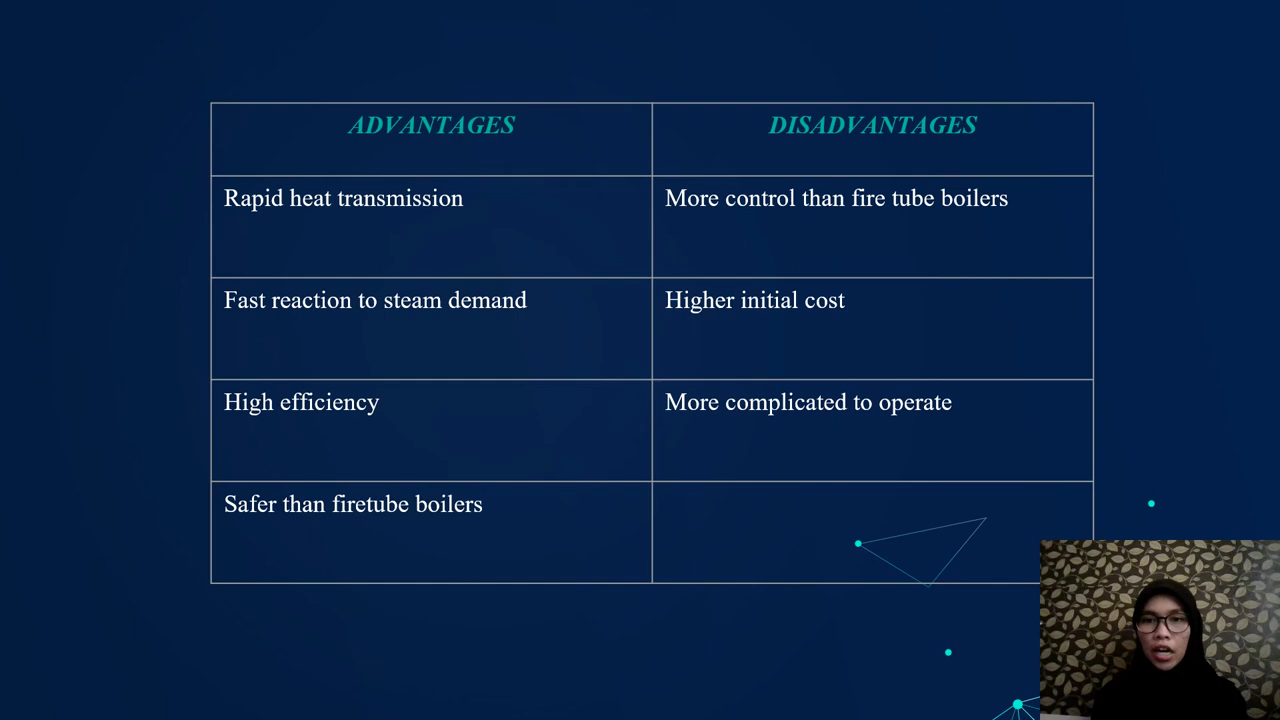 ADVANTAGES
DISADVANTAGES
Rapid heat transmission
More control than fire tube boilers
Fast reaction to steam demand
Higher initial cost
High efficiency
More complicated to operate
Safer than firetube boilers